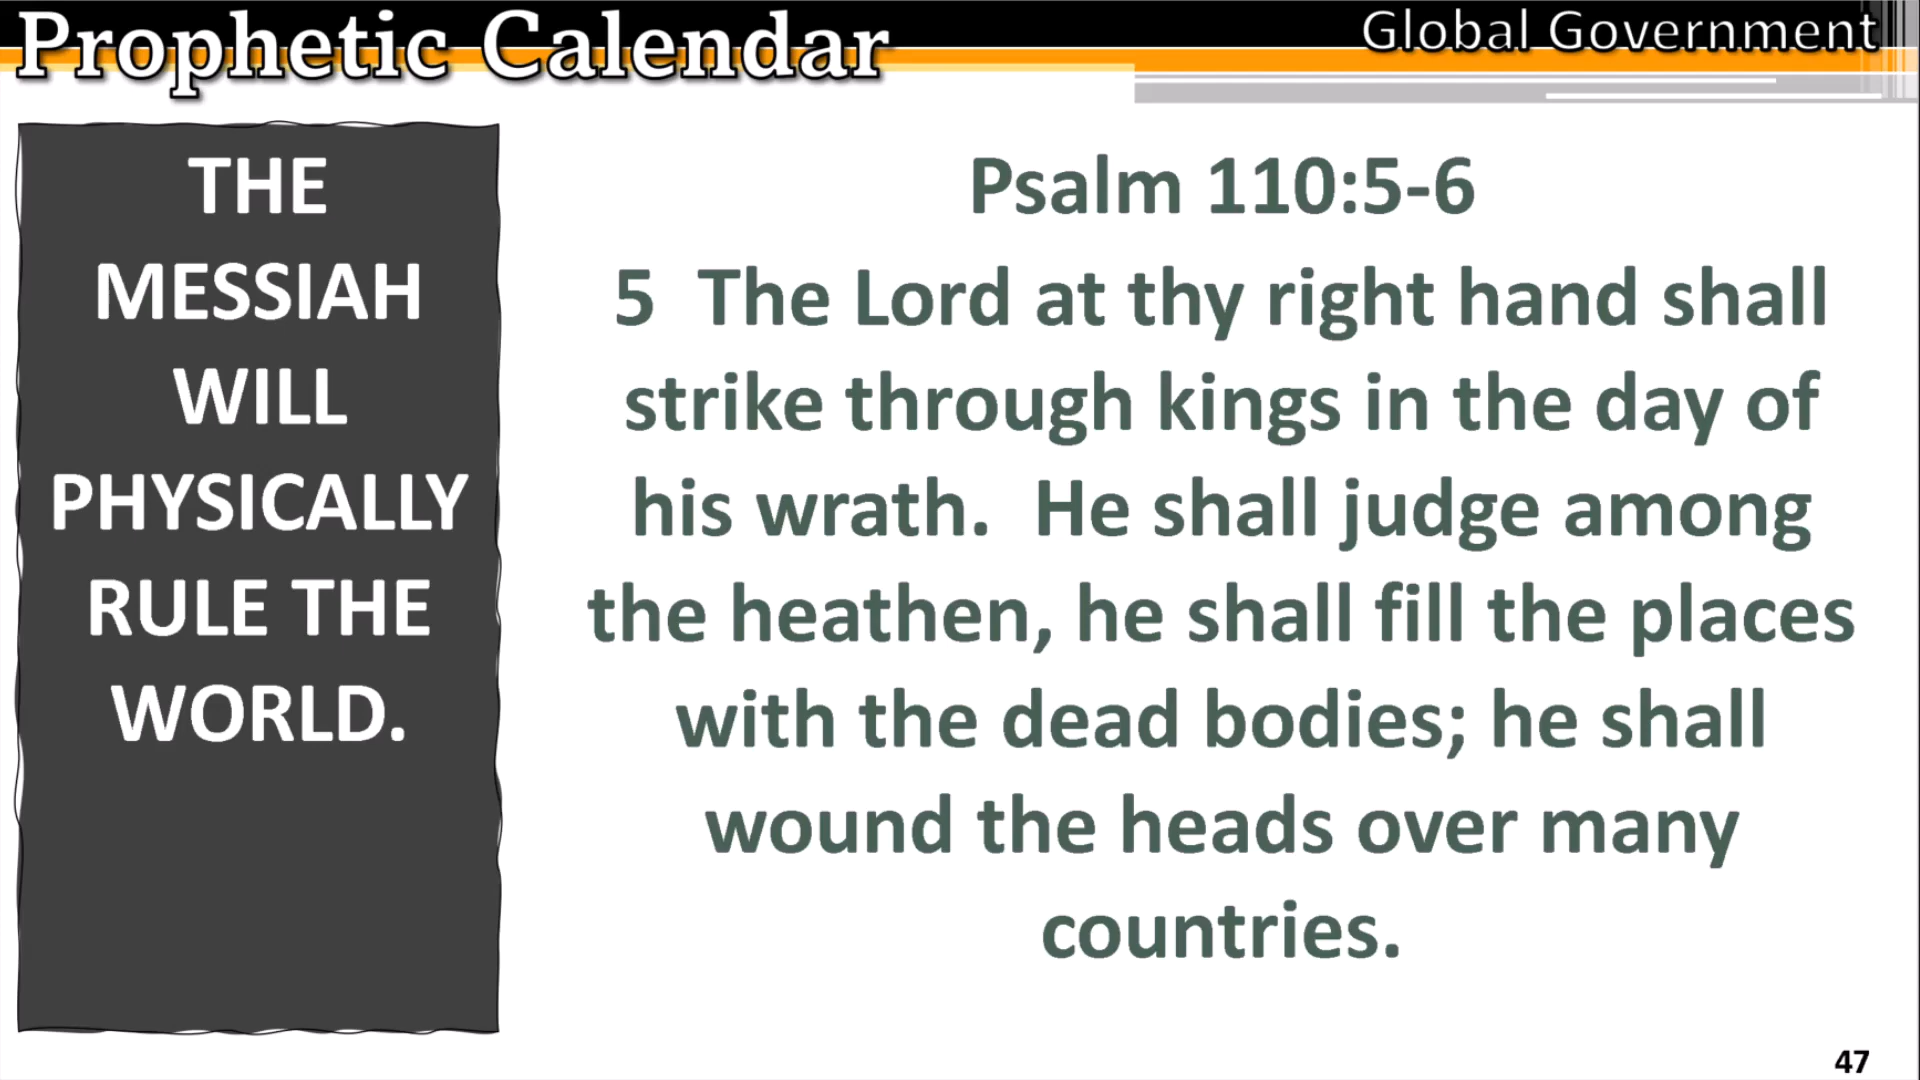 Prophetic Calendar
Global Government
THE
MESSIAH
WILL
PHYSICALLY
RULE THE
WORLD.
Psalm 110:5-6
5  The Lord at thy right hand shall
strike through kings in the day of
his wrath.  He shall judge among
the heathen, he shall fill the places
with the dead bodies; he shall
wound the heads over many
countries.
47